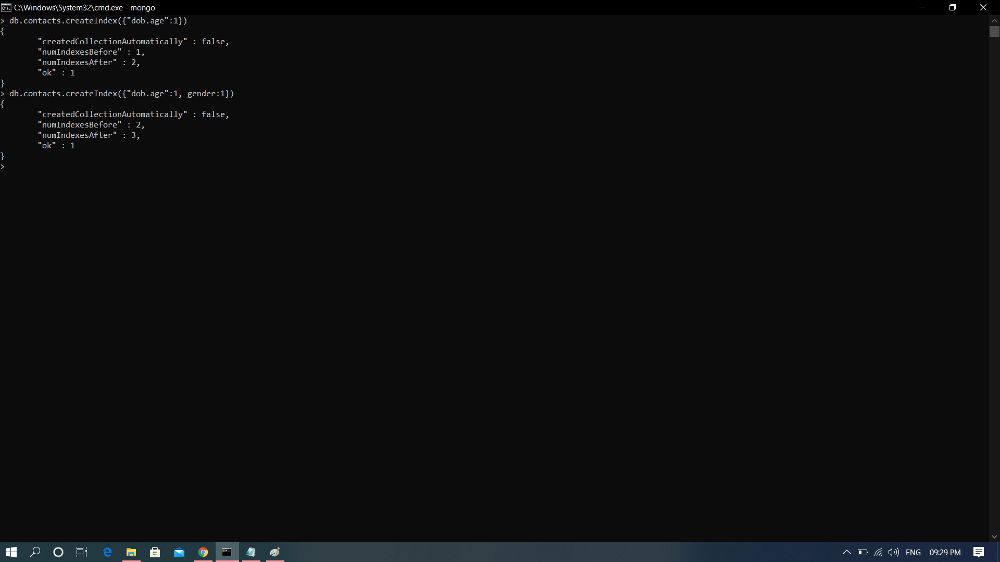 C:\Windows\System32\cmd.exe - mongo
> db.contacts.createIndex({"dob.age":1})
{
        "createdCollectionAutomatically" : false,
        "numIndexesBefore" : 1,
        "numIndexesAfter" : 2,
        "ok" : 1
}
> db.contacts.createIndex({"dob.age":1, gender:1})
{
        "createdCollectionAutomatically" : false,
        "numIndexesBefore" : 2,
        "numIndexesAfter" : 3,
        "ok" : 1
}
>
ENG 09:29 PM